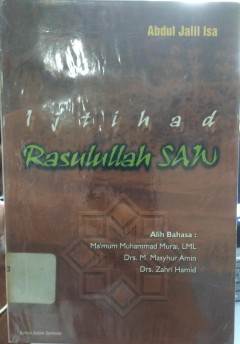 Abdul Jalil Isa
Ijtihad
Rasulullah SAW
Alih Bahasa :
Ma'mum Muhammad Murai, LML
Drs. M. Masyhur Amin
Drs. Zahri Hamid